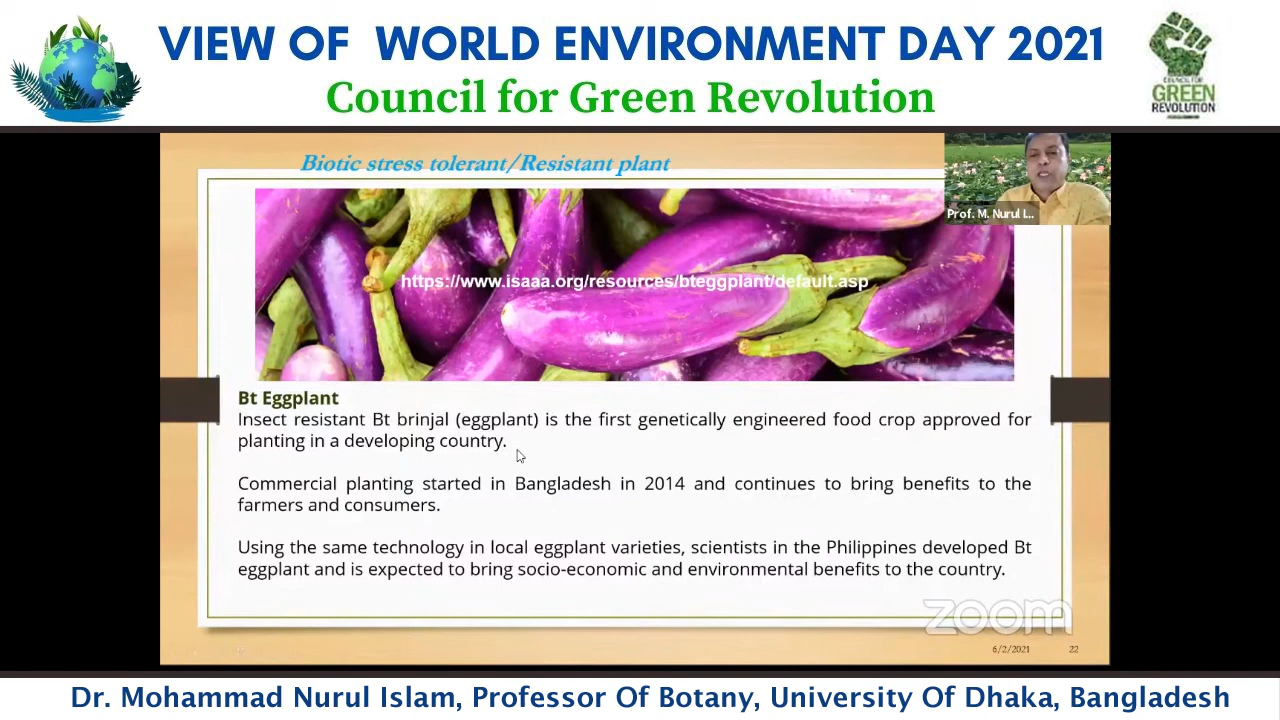 VIEW OF WORLD ENVIRONMENT DAY 2021
Council for Green Revolution
COUNCIL FOR
GREEN
REVOLUTION
Biotic stress tolerant/Resistant plant
Prof. M. Nurul I...
https://www.isaaa.org/resources/bteggplant/default.asp
Bt Eggplant
Insect resistant Bt brinjal (eggplant) is the first genetically engineered food crop approved for
planting in a developing country.
Commercial planting started in Bangladesh in 2014 and continues to bring benefits to the
farmers and consumers.
Using the same technology in local eggplant varieties, scientists in the Philippines developed Bt
eggplant and is expected to bring socio-economic and environmental benefits to the country.
zoom
6/2/2021 22
Dr. Mohammad Nurul Islam, Professor Of Botany, University Of Dhaka, Bangladesh